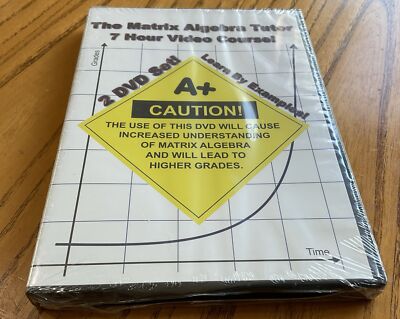 The Matrix Algebra Tutor
7 Hour Video Course!
Grades
2 DVD Set!
Learn By Examples!
A+
CAUTION!
THE USE OF THIS DVD WILL CAUSE
INCREASED UNDERSTANDING
OF MATRIX ALGEBRA
AND WILL LEAD TO
HIGHER GRADES.
Time